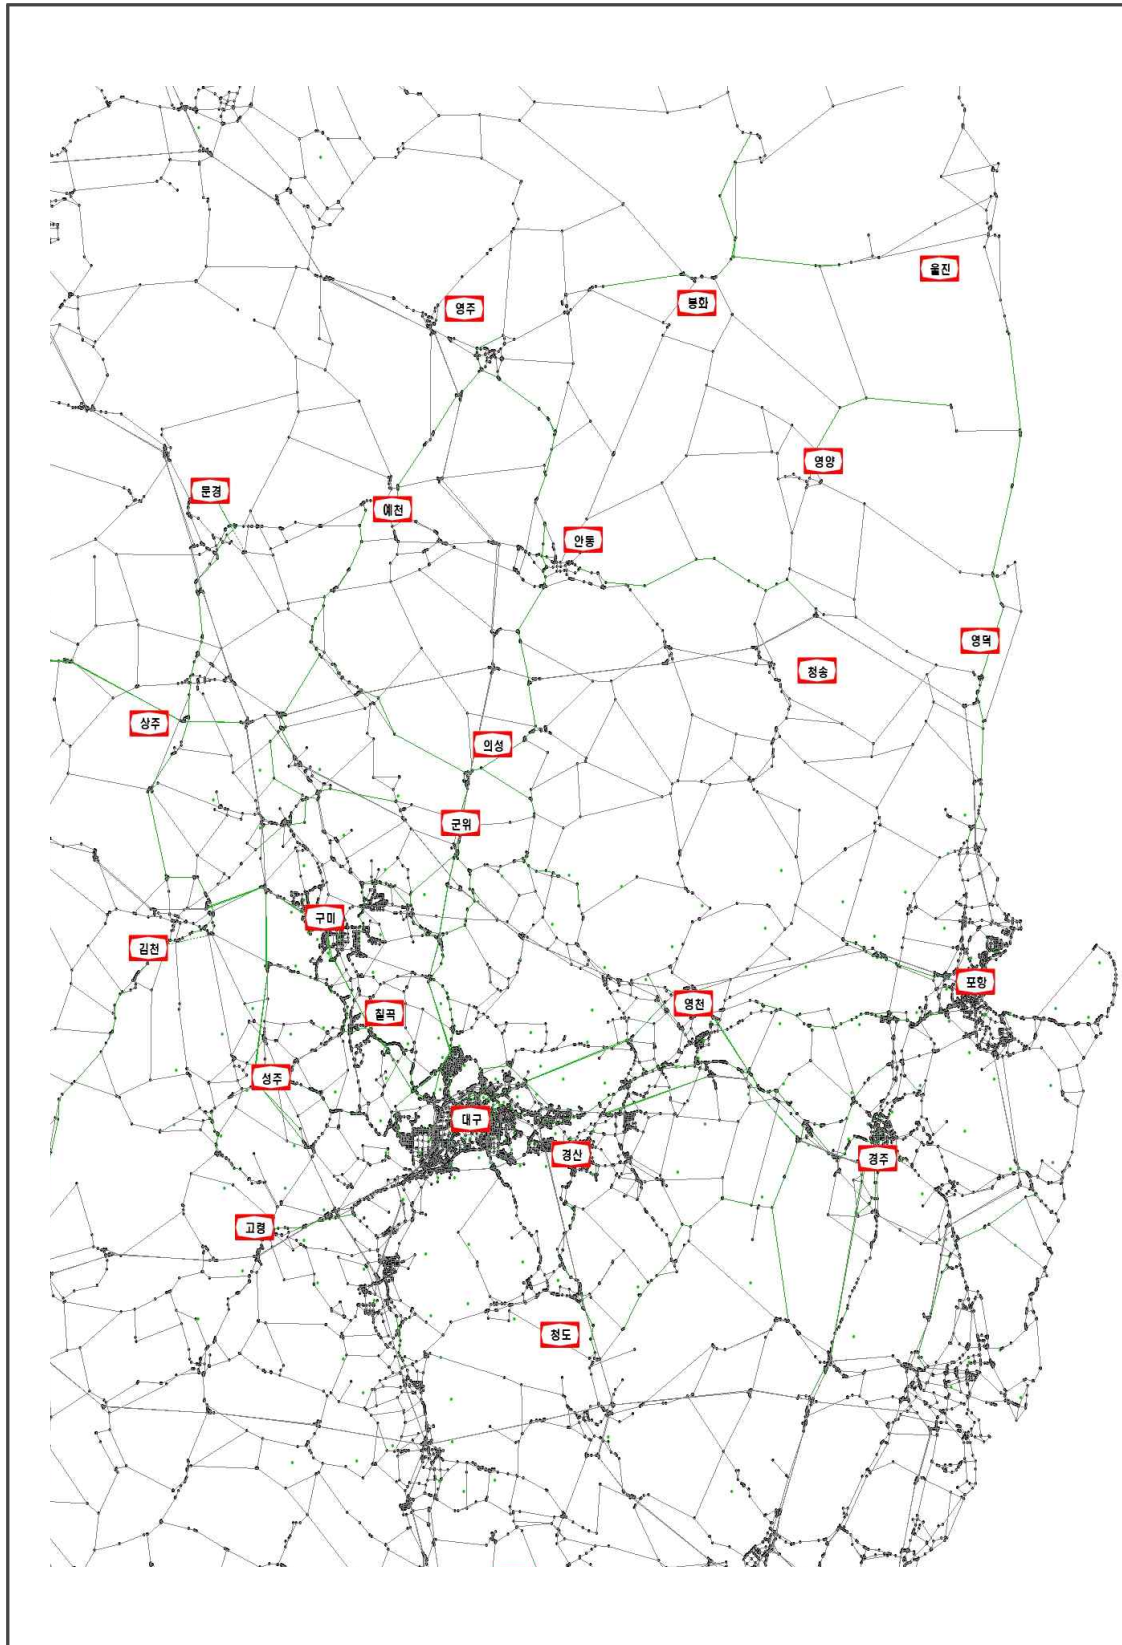 울진
봉화
영주
영양
문경
예천
안동
영덕
청송
상주
의성
군위
구미
김천
포항
영천
칠곡
성주
대구
경산
경주
고령
청도